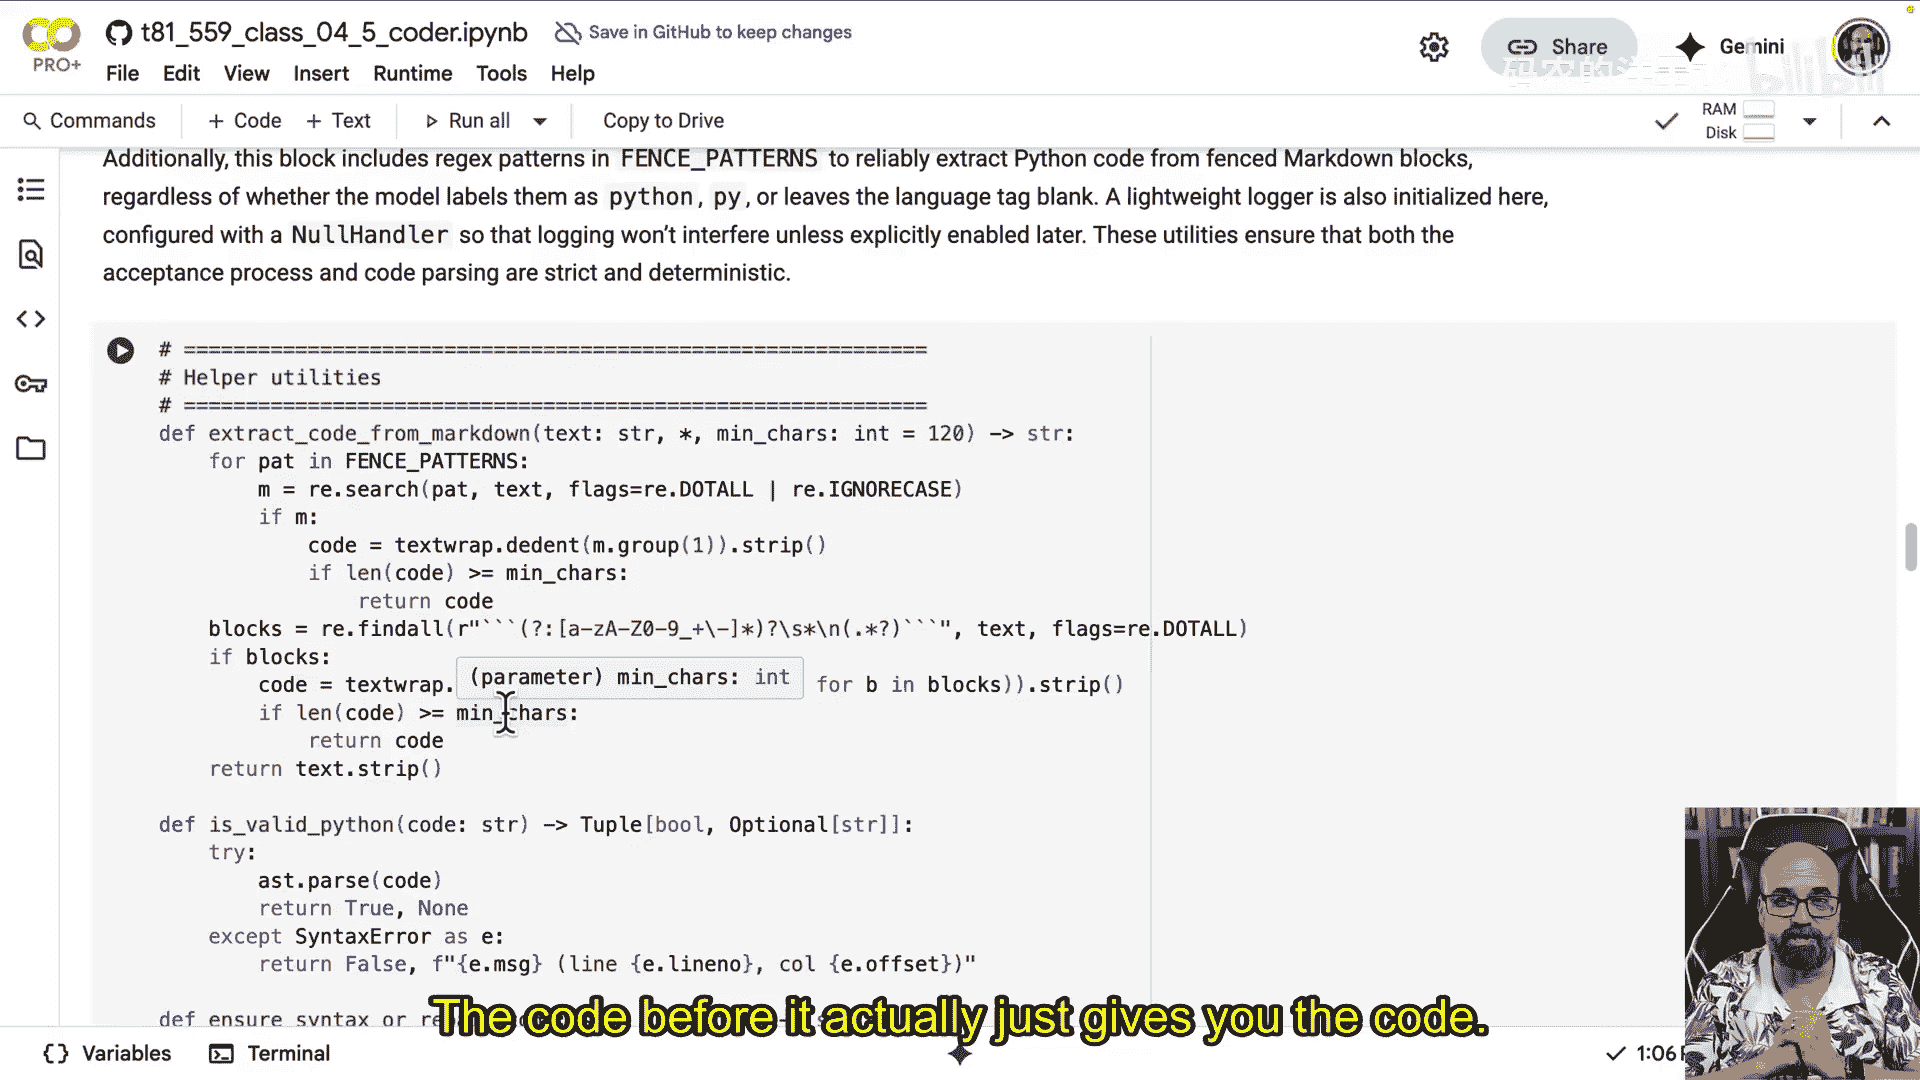 t81_559_class_04_5_coder.ipynb
Save in GitHub to keep changes
Share
Gemini
PRO+
File Edit View Insert Runtime Tools Help
Commands + Code + Text Run all Copy to Drive
RAM
Disk
Additionally, this block includes regex patterns in FENCE_PATTERNS to reliably extract Python code from fenced Markdown blocks,
regardless of whether the model labels them as python, py, or leaves the language tag blank. A lightweight logger is also initialized here,
configured with a NullHandler so that logging won’t interfere unless explicitly enabled later. These utilities ensure that both the
acceptance process and code parsing are strict and deterministic.
# ============================================================
# Helper utilities
# ============================================================
def extract_code_from_markdown(text: str, *, min_chars: int = 120) -> str:
for pat in FENCE_PATTERNS:
m = re.search(pat, text, flags=re.DOTALL | re.IGNORECASE)
if m:
code = textwrap.dedent(m.group(1)).strip()
if len(code) >= min_chars:
return code
blocks = re.findall(r"```(?:[a-zA-Z0-9_+\-]*)?\s*\n(.*?)```", text, flags=re.DOTALL)
if blocks:
code = textwrap. for b in blocks)).strip()
(parameter) min_chars: int
if len(code) >= min_chars:
return code
return text.strip()
def is_valid_python(code: str) -> Tuple[bool, Optional[str]]:
try:
ast.parse(code)
return True, None
except SyntaxError as e:
return False, f"{e.msg} (line {e.lineno}, col {e.offset})"
def ensure_syntax_or_
The code before it actually just gives you the code.
Variables Terminal
1:06